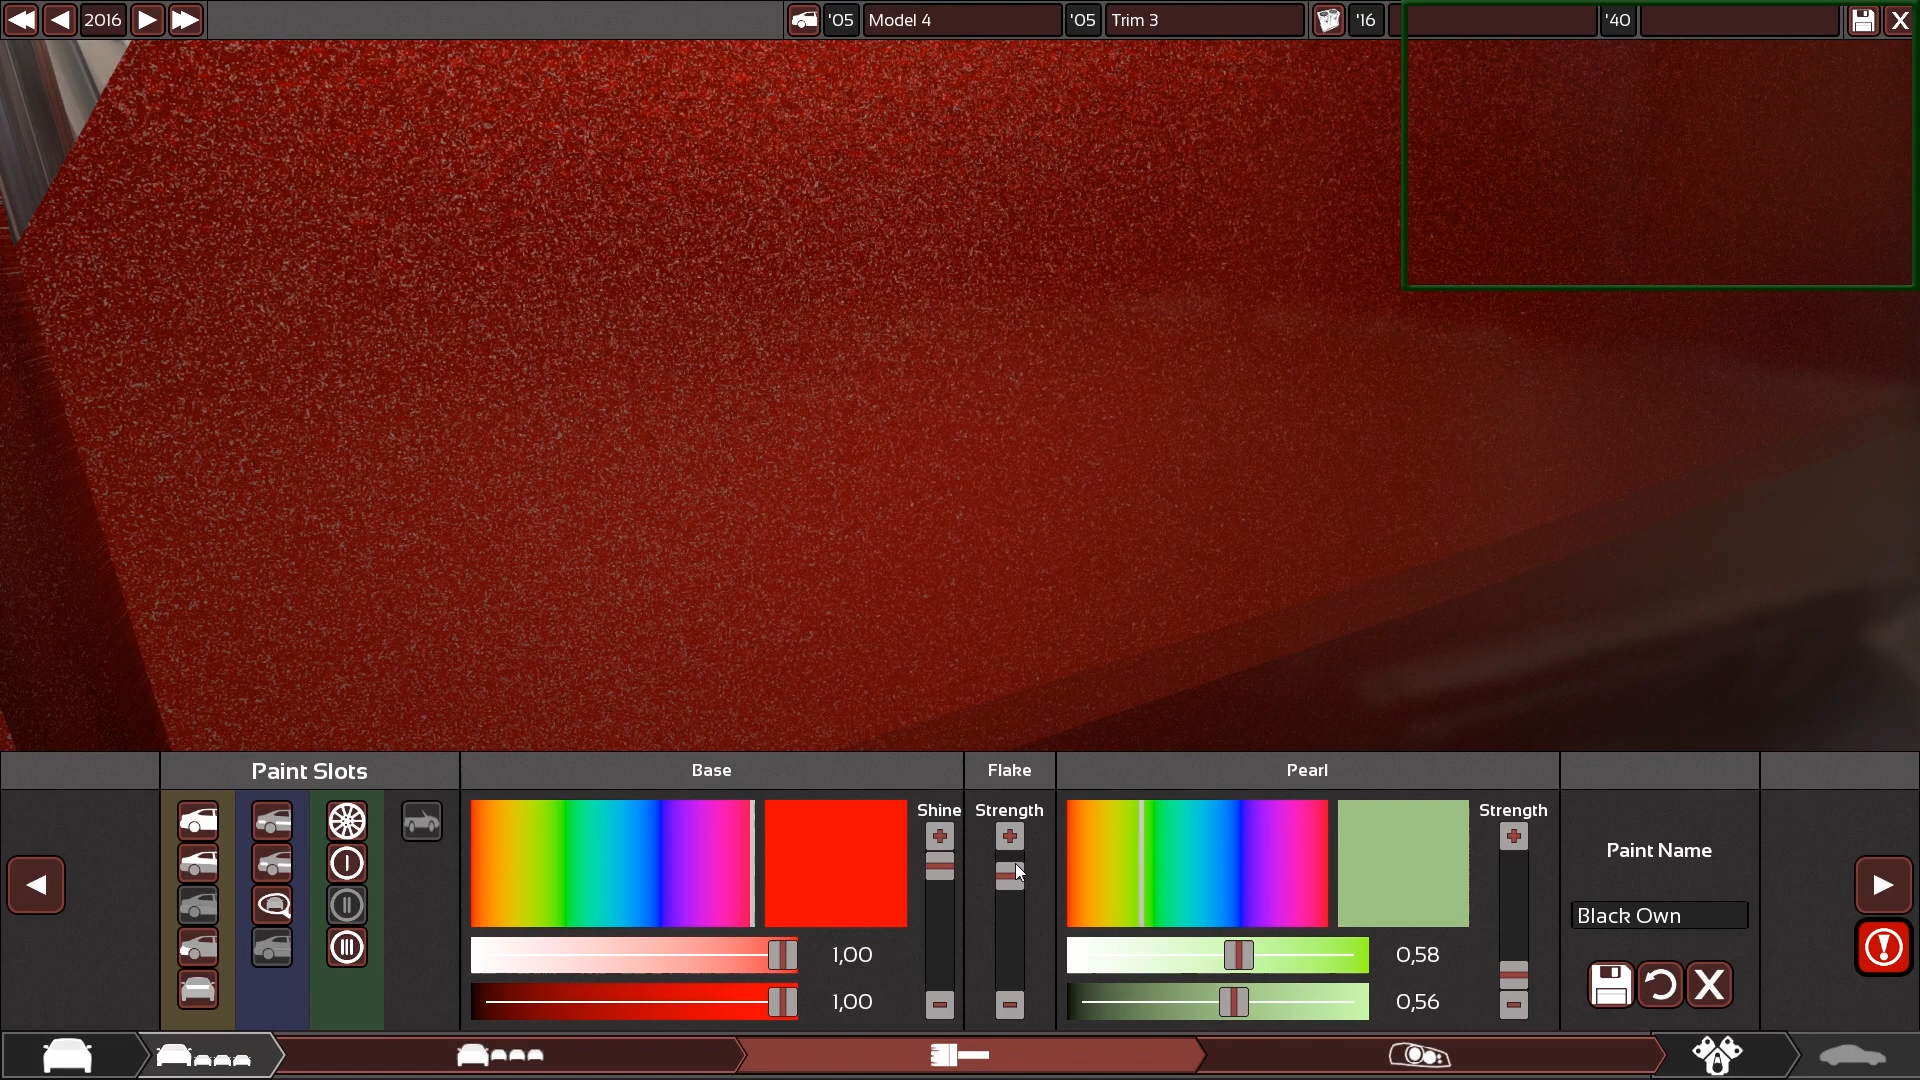 2016
'05
Model 4
'05
Trim 3
'16
'40
Paint Slots
Base
Flake
Pearl
Shine
Strength
Strength
Paint Name
Black Own
1,00
1,00
0,58
0,56